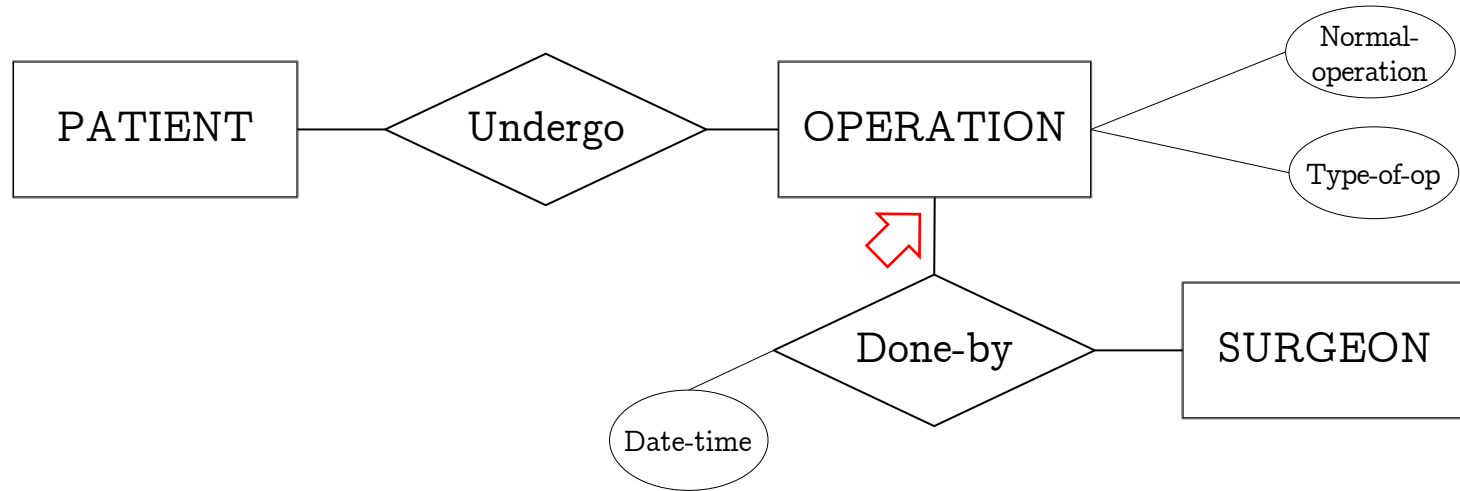 PATIENT
Undergo
OPERATION
Normal-
operation
Type-of-op
Done-by
SURGEON
Date-time